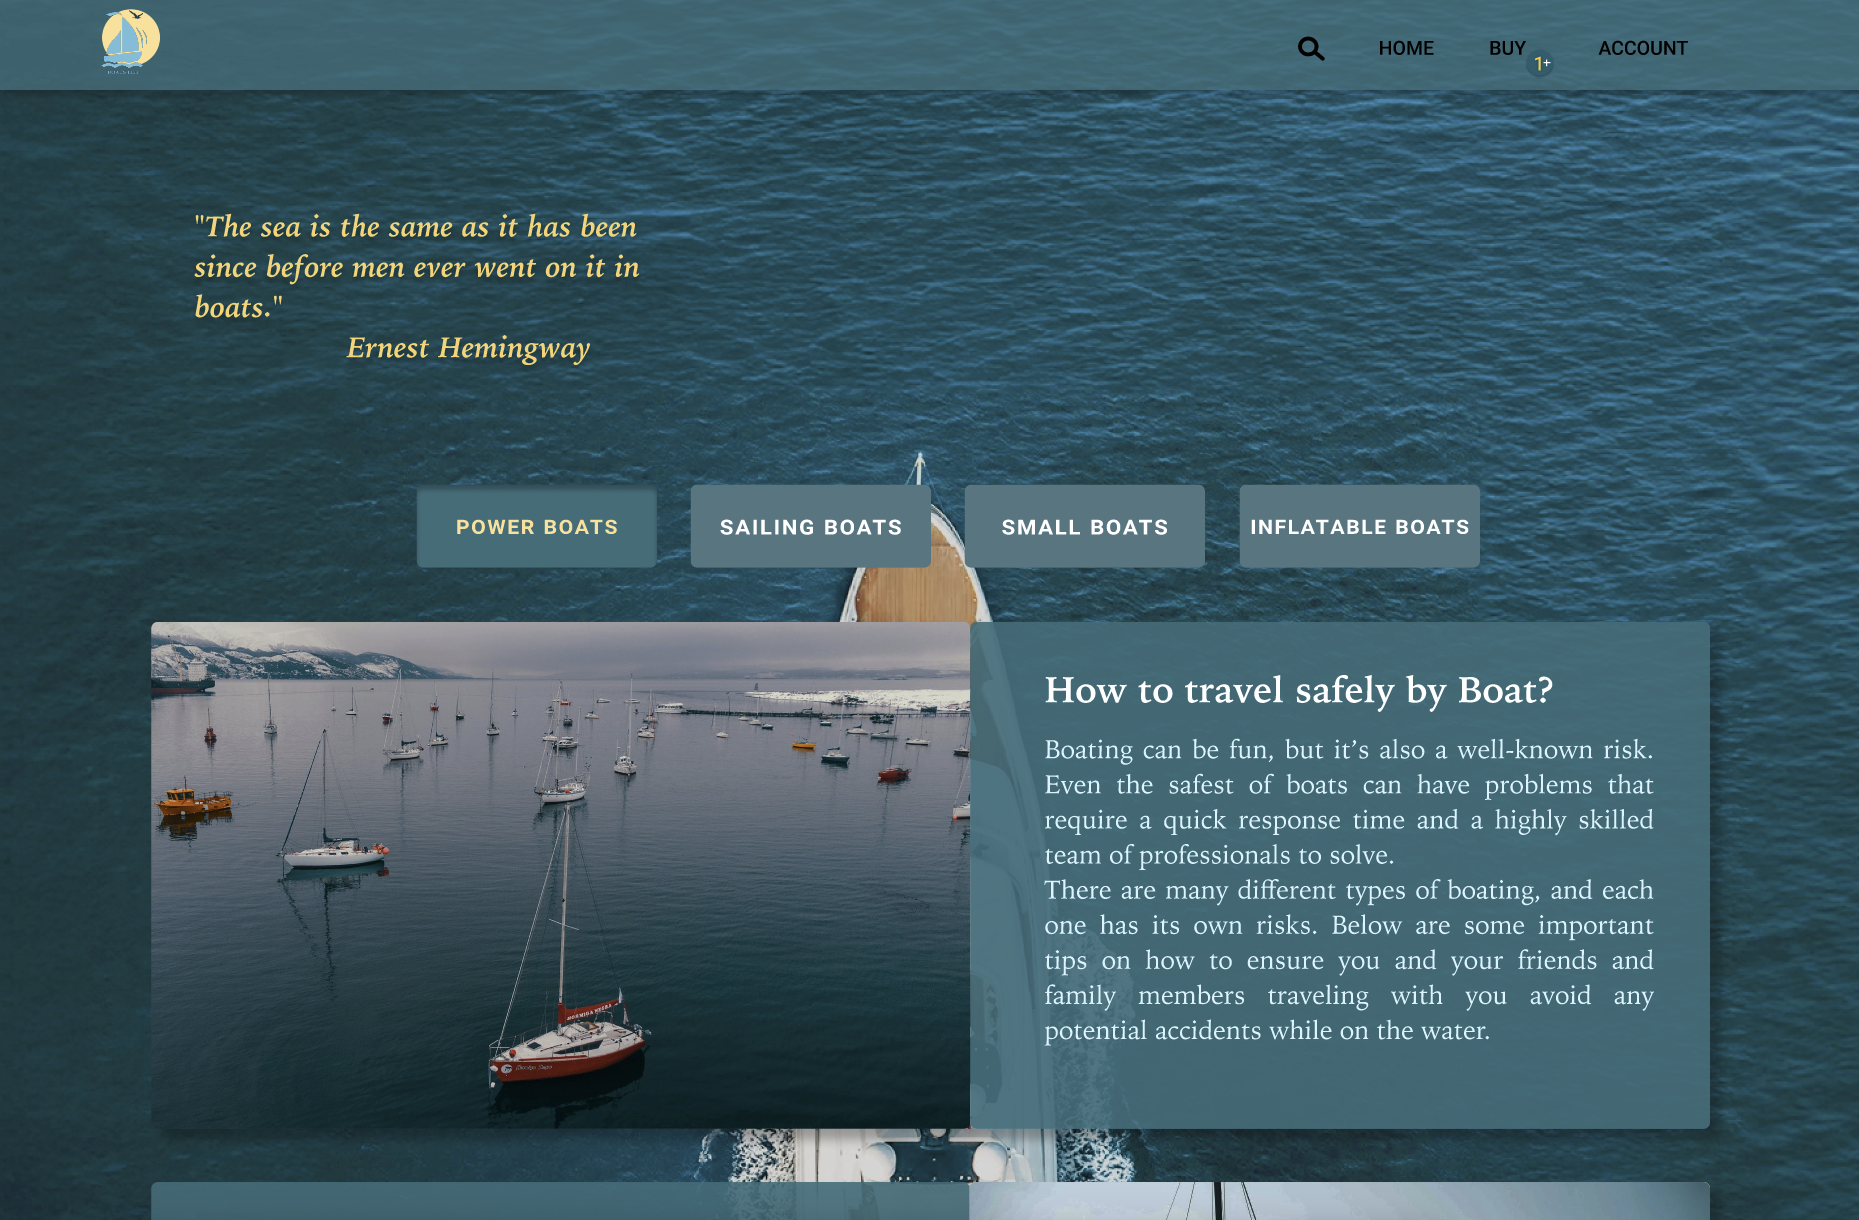 HOME
BUY
1+
ACCOUNT
"The sea is the same as it has been
since before men ever went on it in
boats."
Ernest Hemingway
POWER BOATS
SAILING BOATS
SMALL BOATS
INFLATABLE BOATS
How to travel safely by Boat?
Boating can be fun, but it’s also a well-known risk.
Even the safest of boats can have problems that
require a quick response time and a highly skilled
team of professionals to solve.
There are many different types of boating, and each
one has its own risks. Below are some important
tips on how to ensure you and your friends and
family members traveling with you avoid any
potential accidents while on the water.